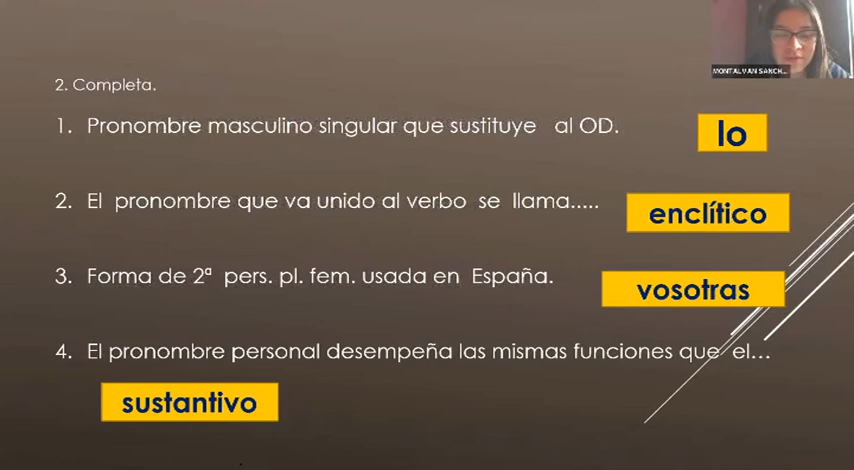 MONTALVAN SANCH...
2. Completa.
1. Pronombre masculino singular que sustituye al OD.
lo
2. El pronombre que va unido al verbo se llama.....
enclítico
3. Forma de 2ª pers. pl. fem. usada en España.
vosotras
4. El pronombre personal desempeña las mismas funciones que el...
sustantivo